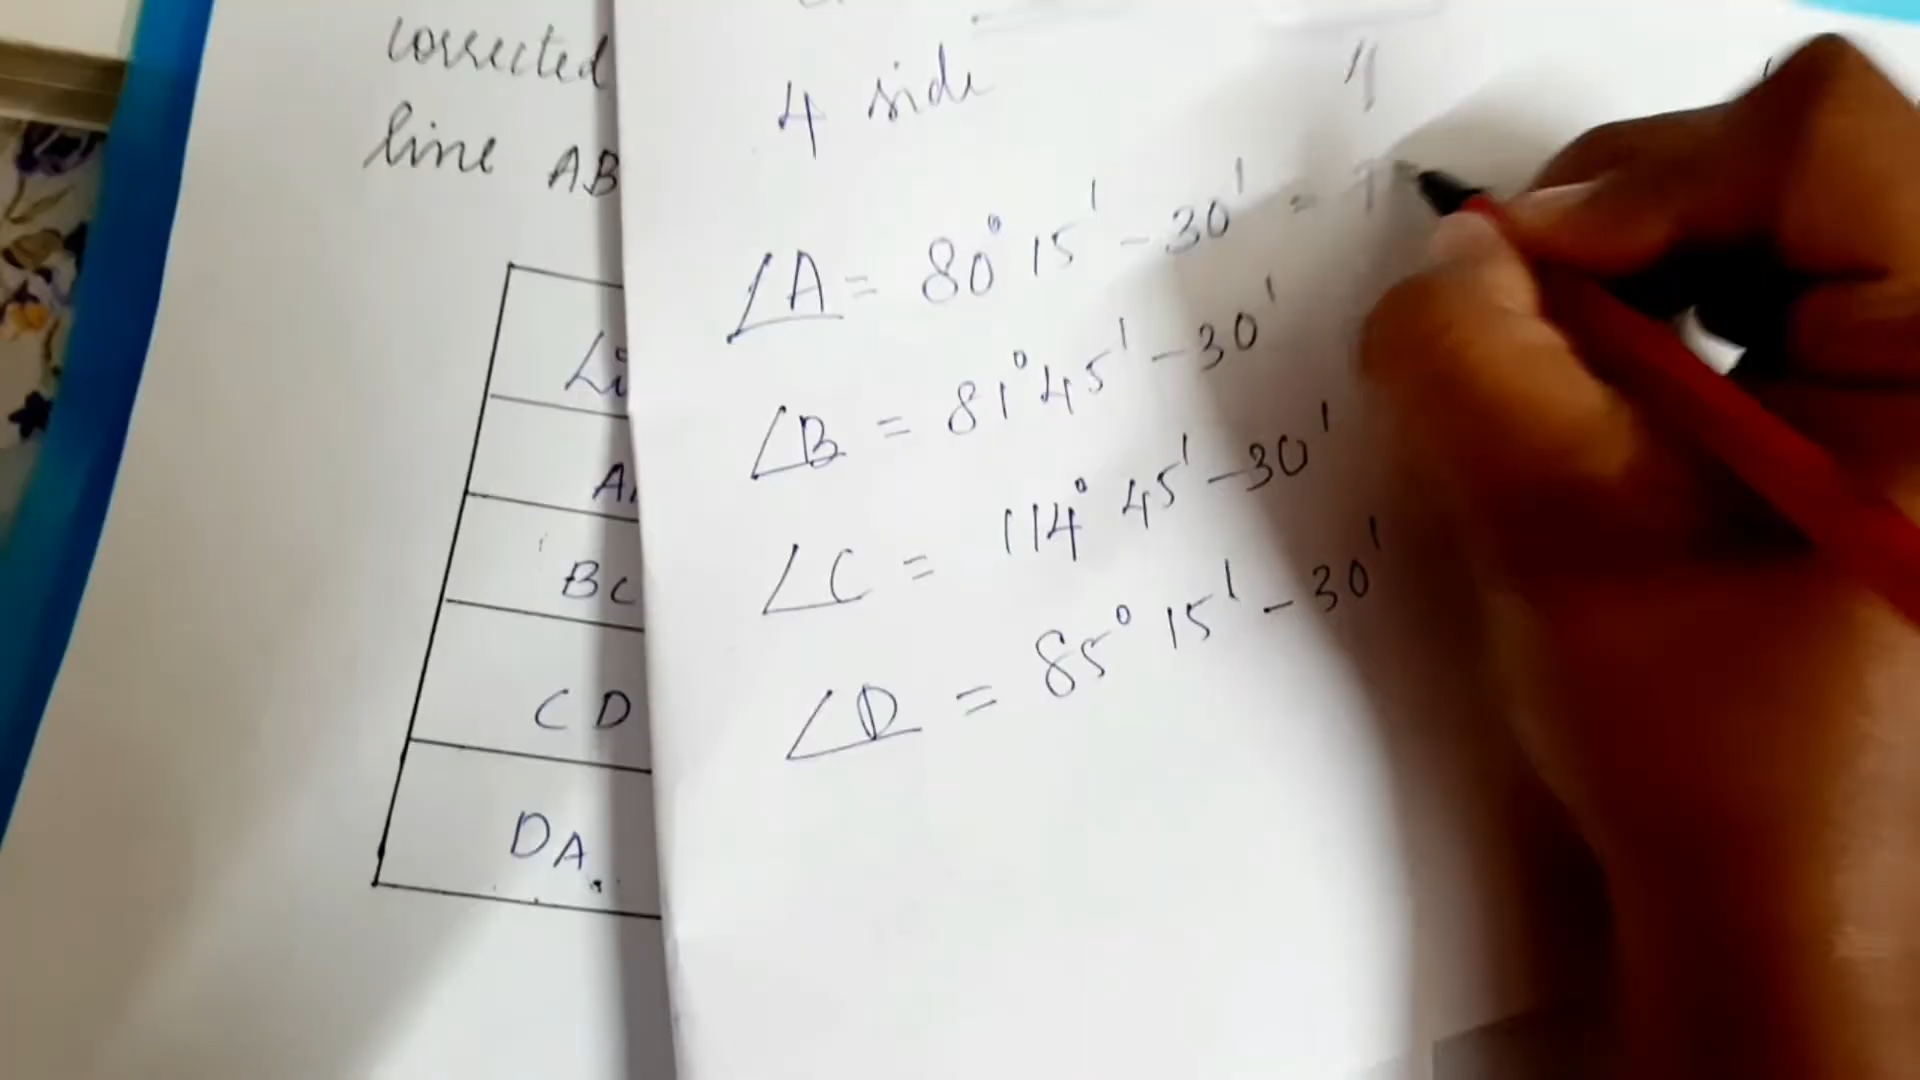 corrected
line AB
Li
A
BC
CD
DA.
4 side
∠A = 80° 15' - 30' =
∠B = 81° 45' - 30'
∠C = 114° 45' - 30'
∠D = 85° 15' - 30'